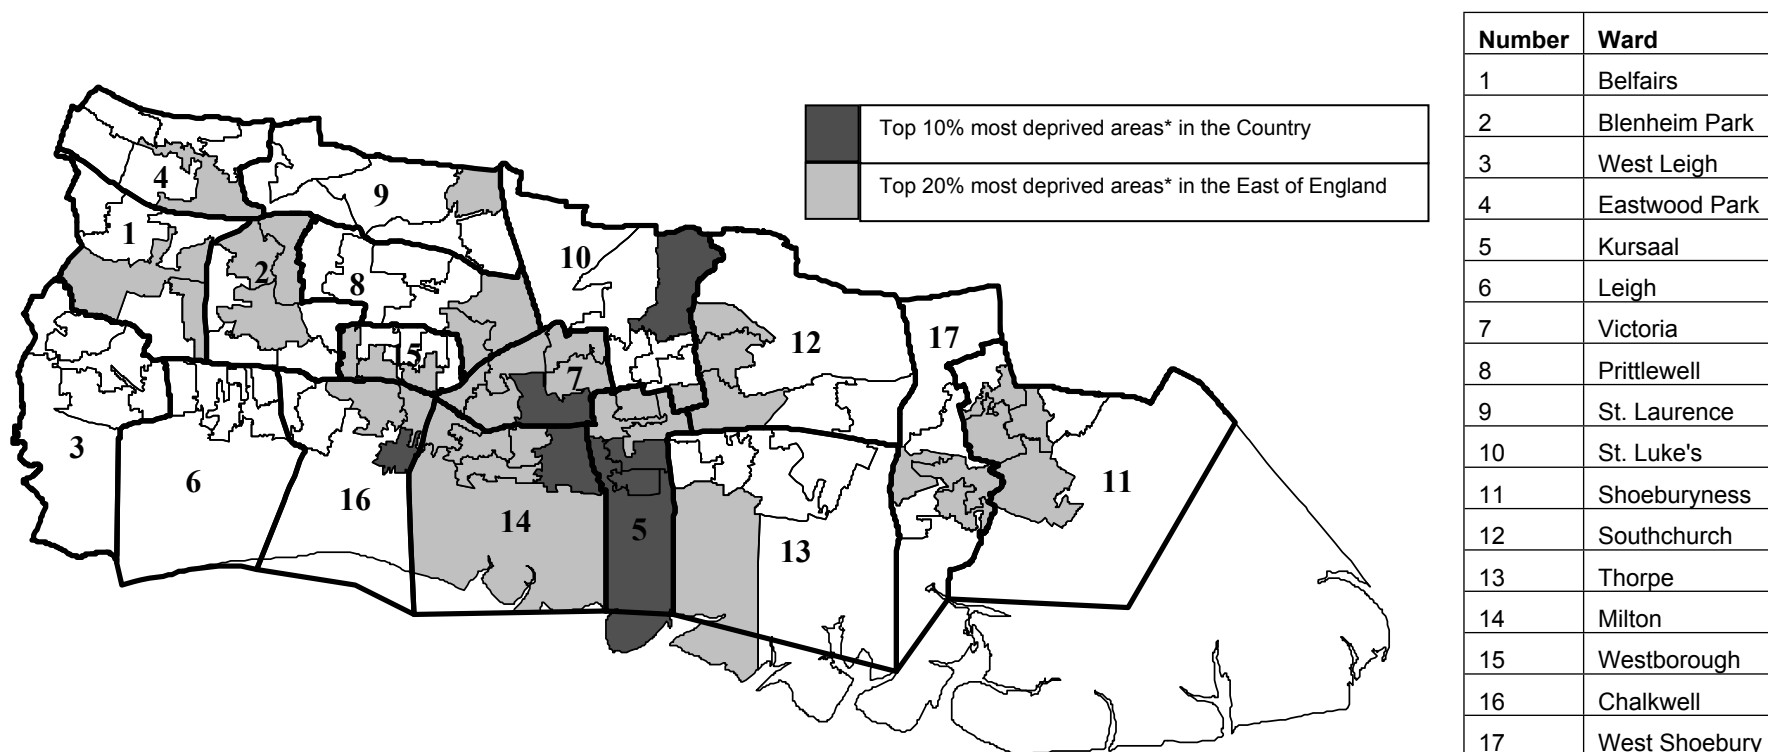 Number Ward
1 Belfairs
2 Blenheim Park
3 West Leigh
4 Eastwood Park
5 Kursaal
6 Leigh
7 Victoria
8 Prittlewell
9 St. Laurence
10 St. Luke's
11 Shoeburyness
12 Southchurch
13 Thorpe
14 Milton
15 Westborough
16 Chalkwell
17 West Shoebury
Top 10% most deprived areas* in the Country
Top 20% most deprived areas* in the East of England
4
9
1
2
10
8
17
12
5
7
3
6
16
14
5
13
11